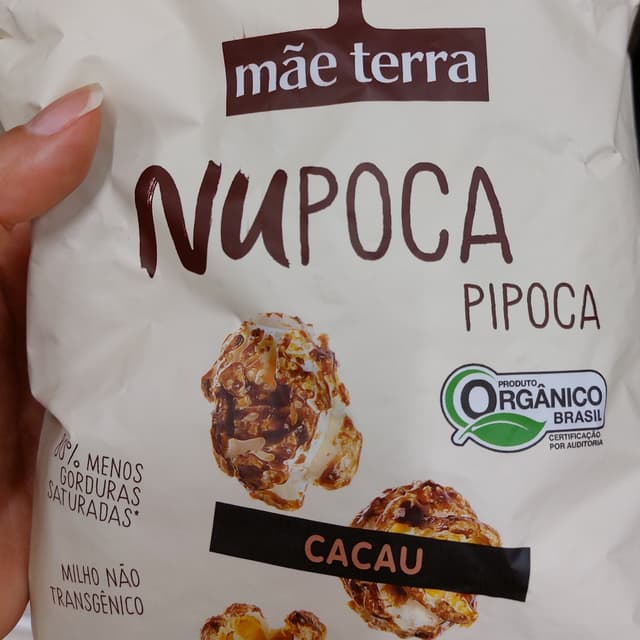 mãe terra
NUPOCA
PIPOCA
PRODUTO
ORGÂNICO
BRASIL
CERTIFICAÇÃO
POR AUDITORIA
MENOS
GORDURAS
SATURADAS*
CACAU
MILHO NÃO
TRANSGÊNICO